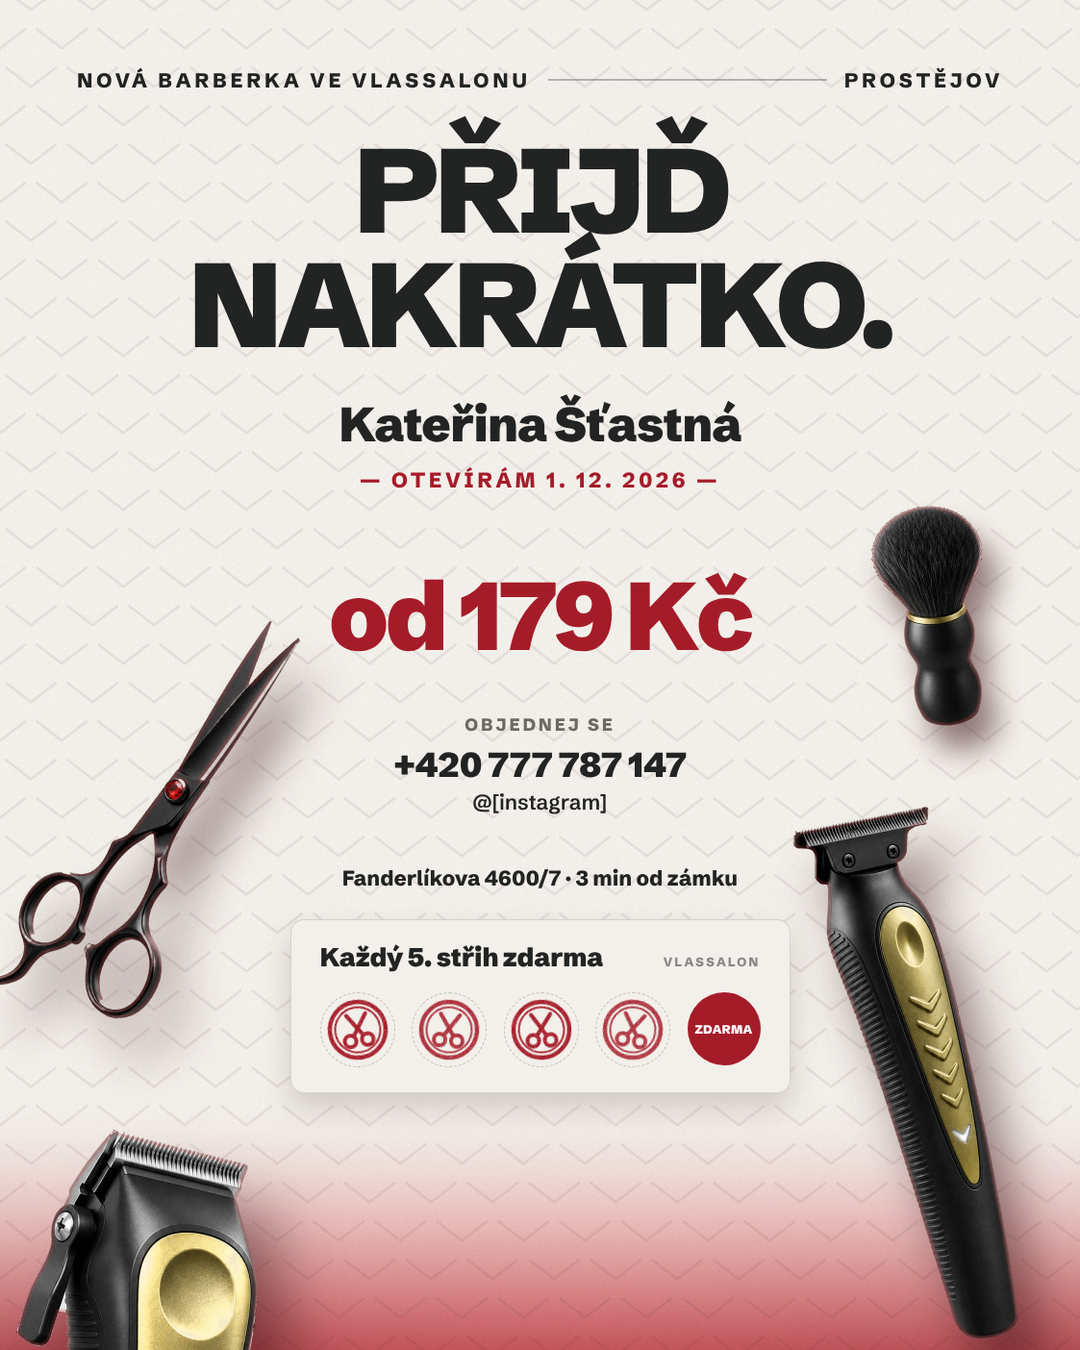 NOVÁ BARBERKA VE VLASSALONU
PROSTĚJOV
PŘIJĎ
NAKRÁTKO.
Kateřina Šťastná
— OTEVÍRÁM 1. 12. 2026 —
od 179 Kč
OBJEDNEJ SE
+420 777 787 147
@[instagram]
Fanderlíkova 4600/7 · 3 min od zámku
Každý 5. střih zdarma
VLASSALON
ZDARMA